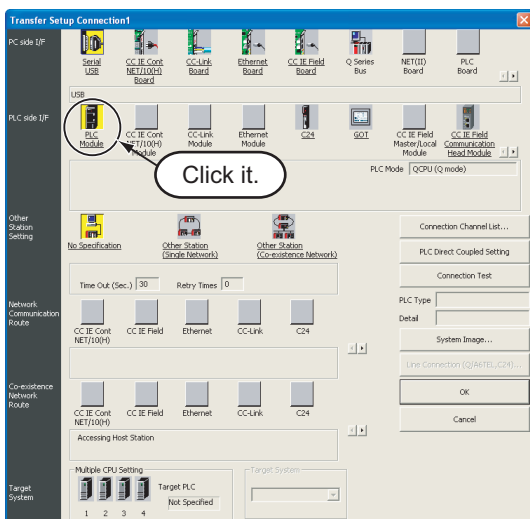 Transfer Setup Connection1
PC side I/F
Serial USB
CC IE Cont NET/10(H) Board
CC-Link Board
Ethernet Board
CC IE Field Board
Q Series Bus
NET(II) Board
PLC Board
USB
PLC side I/F
PLC Module
CC IE Cont NET/10(H) Module
CC-Link Module
Ethernet Module
C24
GOT
CC IE Field Master/Local Module
CC IE Field Communication Head Module
Click it.
PLC Mode QCPU (Q mode)
Other Station Setting
No Specification
Other Station (Single Network)
Other Station (Co-existence Network)
Time Out (Sec.) 30 Retry Times 0
Connection Channel List...
PLC Direct Coupled Setting
Connection Test
PLC Type
Detail
System Image...
Line Connection (Q/A6TEL,C24)...
OK
Cancel
Network Communication Route
CC IE Cont NET/10(H)
CC IE Field
Ethernet
CC-Link
C24
Co-existence Network Route
CC IE Cont NET/10(H)
CC IE Field
Ethernet
CC-Link
C24
Accessing Host Station
Target System
Multiple CPU Setting
1 2 3 4
Target PLC
Not Specified
Target System